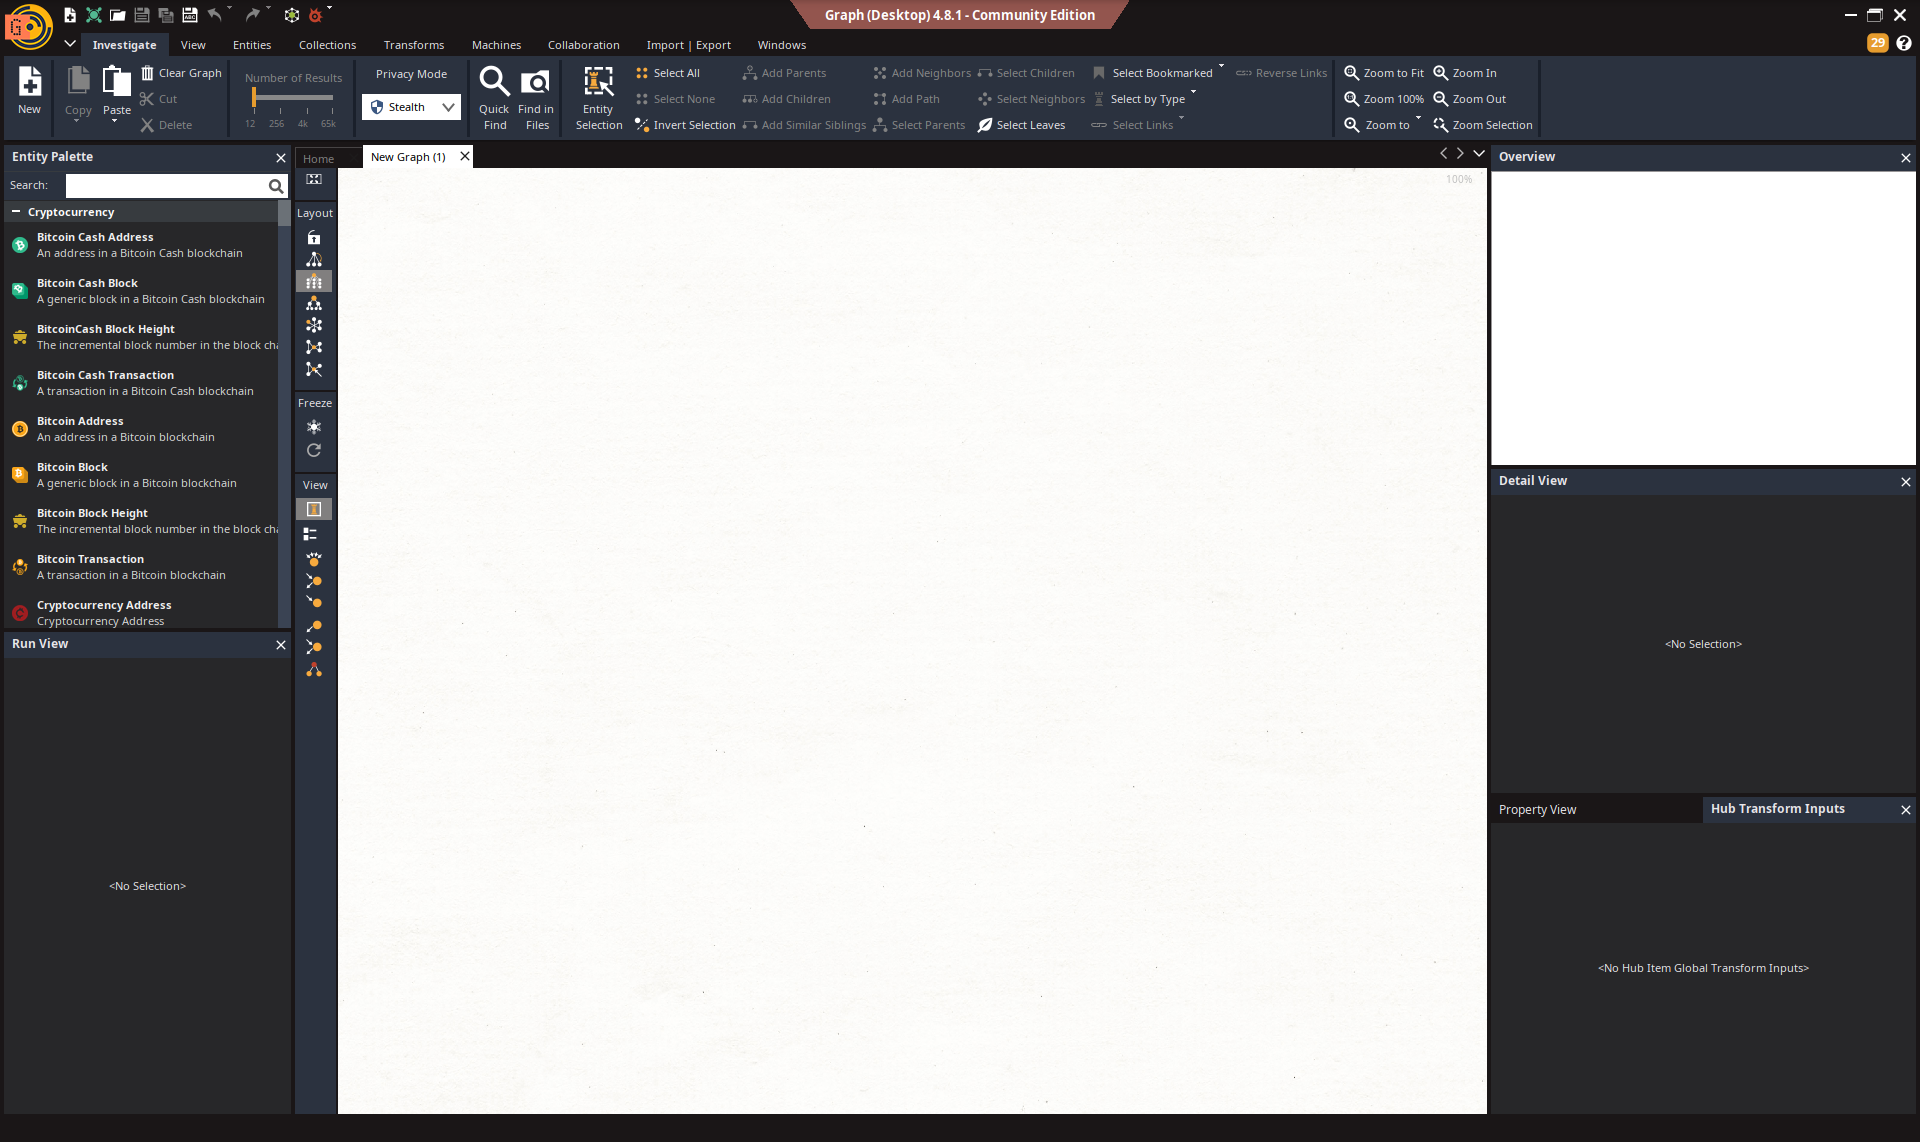 Graph (Desktop) 4.8.1 - Community Edition
Investigate View Entities Collections Transforms Machines Collaboration Import | Export Windows 29
New
Copy
Paste
Clear Graph
Cut
Delete
Number of Results
12 256 4k 65k
Privacy Mode
Stealth
Quick Find
Find in Files
Entity Selection
Select All
Select None
Invert Selection
Add Parents
Add Children
Add Similar Siblings
Add Neighbors
Add Path
Select Parents
Select Children
Select Neighbors
Select Leaves
Select Bookmarked
Select by Type
Select Links
Reverse Links
Zoom to Fit
Zoom 100%
Zoom to
Zoom In
Zoom Out
Zoom Selection
Entity Palette
Search:
Cryptocurrency
Bitcoin Cash Address
An address in a Bitcoin Cash blockchain
Bitcoin Cash Block
A generic block in a Bitcoin Cash blockchain
BitcoinCash Block Height
The incremental block number in the block cha
Bitcoin Cash Transaction
A transaction in a Bitcoin Cash blockchain
Bitcoin Address
An address in a Bitcoin blockchain
Bitcoin Block
A generic block in a Bitcoin blockchain
Bitcoin Block Height
The incremental block number in the block cha
Bitcoin Transaction
A transaction in a Bitcoin blockchain
Cryptocurrency Address
Cryptocurrency Address
Run View
<No Selection>
Home
New Graph (1)
Layout
Freeze
View
100%
Overview
Detail View
<No Selection>
Property View
Hub Transform Inputs
<No Hub Item Global Transform Inputs>